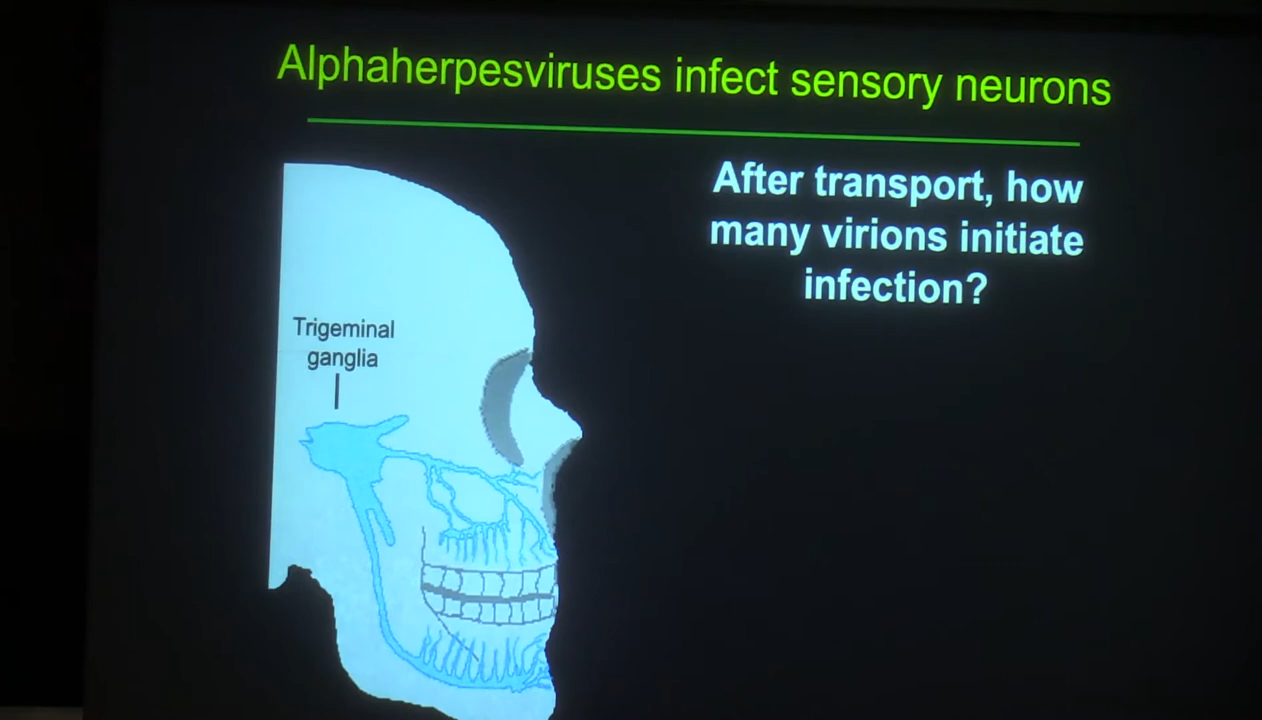 Alphaherpesviruses infect sensory neurons
After transport, how
many virions initiate
infection?
Trigeminal
ganglia